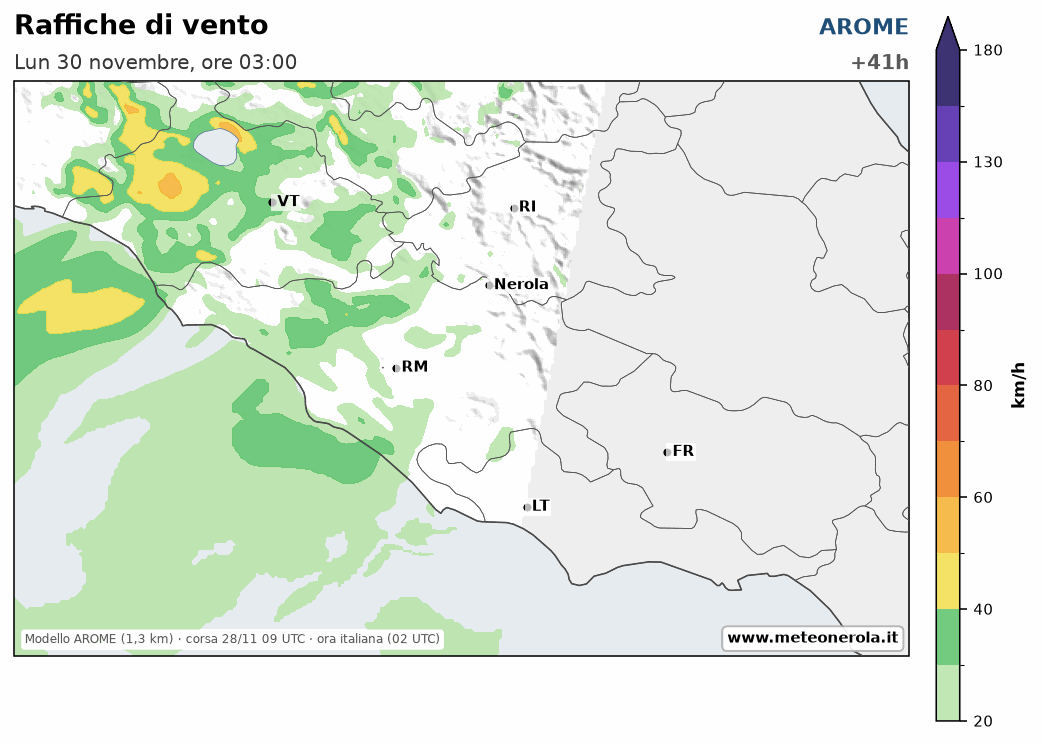 Raffiche di vento
AROME
Lun 30 novembre, ore 03:00
+41h
VT
RI
Nerola
RM
FR
LT
Modello AROME (1,3 km) · corsa 28/11 09 UTC · ora italiana (02 UTC)
www.meteonerola.it
180
130
100
80
60
40
20
km/h